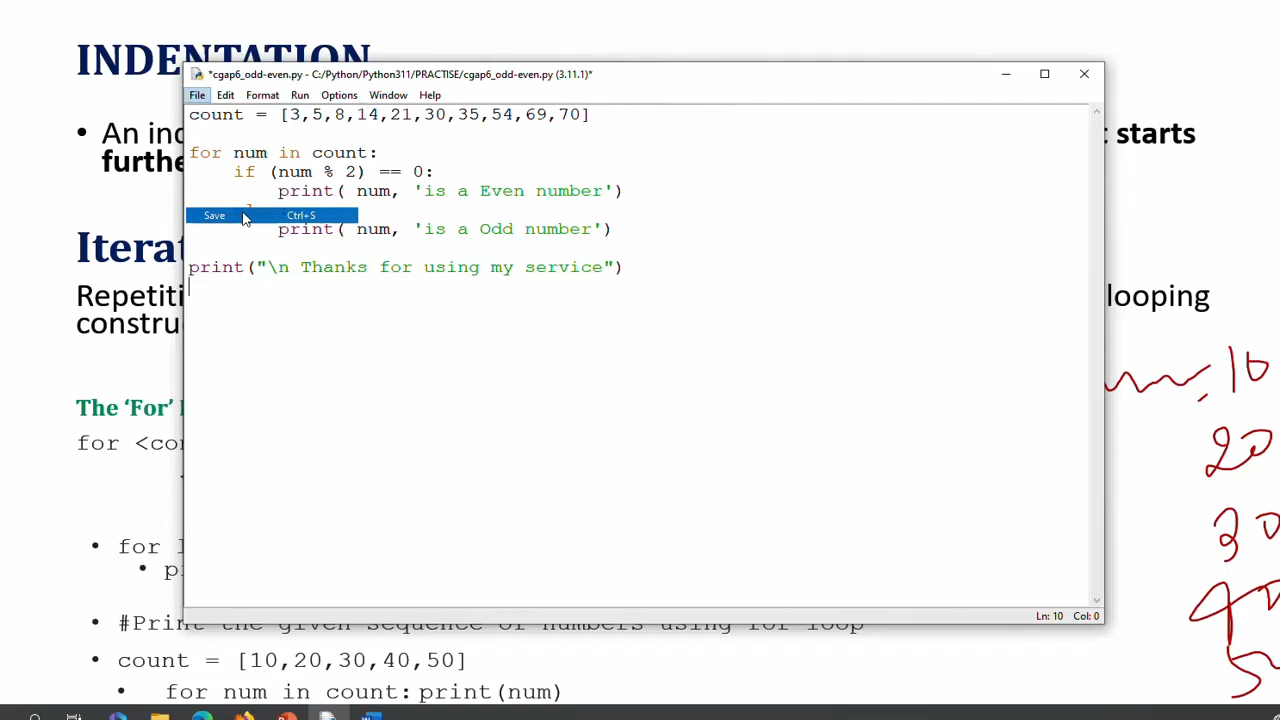 INDENTATION
*cgap6_odd-even.py - C:/Python/Python311/PRACTISE/cgap6_odd-even.py (3.11.1)*
File Edit Format Run Options Window Help
count = [3,5,8,14,21,30,35,54,69,70]
• An starts
furthe
for num in count:
if (num % 2) == 0:
print( num, 'is a Even number')
Save Ctrl+S
print( num, 'is a Odd number')
print("\n Thanks for using my service")
Iterat
Repetiti looping
constru
10
The 'For'
for <con
20
30
• for
• p
40
• #Print the given sequence of numbers using for loop
Ln: 10 Col: 0
• count = [10,20,30,40,50]
50
• for num in count: print(num)